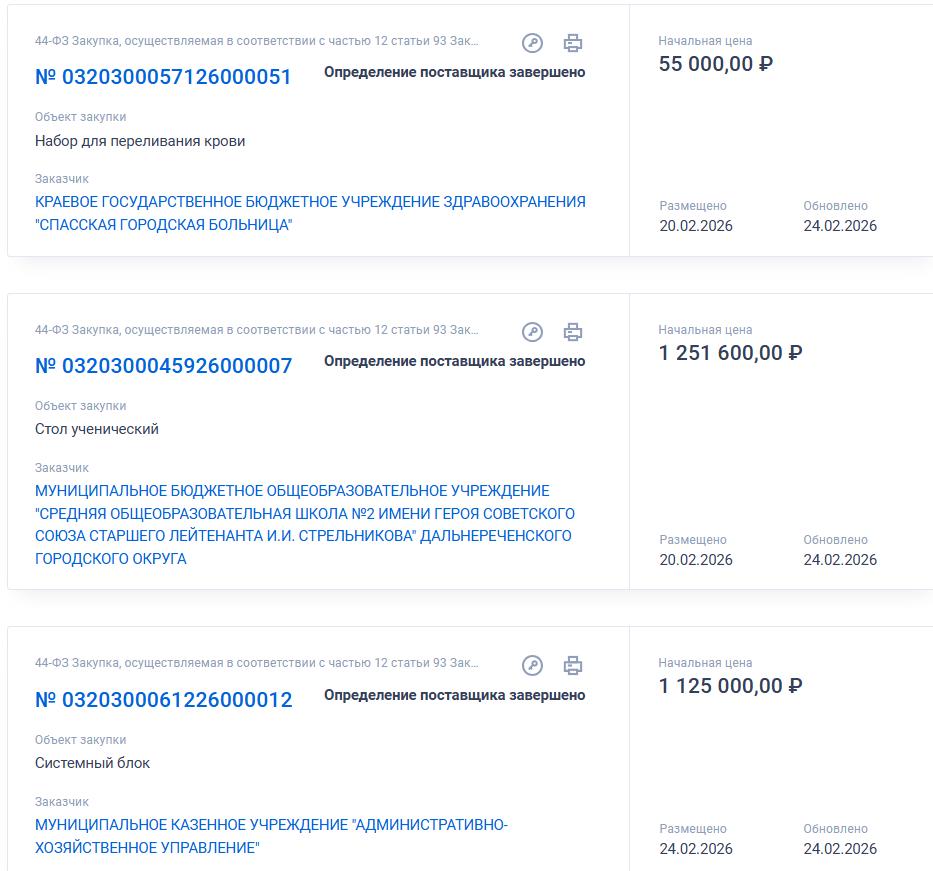 44-ФЗ Закупка, осуществляемая в соответствии с частью 12 статьи 93 Зак...
№ 0320300057126000051
Определение поставщика завершено
Объект закупки
Набор для переливания крови
Заказчик
КРАЕВОЕ ГОСУДАРСТВЕННОЕ БЮДЖЕТНОЕ УЧРЕЖДЕНИЕ ЗДРАВООХРАНЕНИЯ
"СПАССКАЯ ГОРОДСКАЯ БОЛЬНИЦА"
Начальная цена
55 000,00 ₽
Размещено
20.02.2026
Обновлено
24.02.2026
44-ФЗ Закупка, осуществляемая в соответствии с частью 12 статьи 93 Зак...
№ 0320300045926000007
Определение поставщика завершено
Объект закупки
Стол ученический
Заказчик
МУНИЦИПАЛЬНОЕ БЮДЖЕТНОЕ ОБЩЕОБРАЗОВАТЕЛЬНОЕ УЧРЕЖДЕНИЕ
"СРЕДНЯЯ ОБЩЕОБРАЗОВАТЕЛЬНАЯ ШКОЛА №2 ИМЕНИ ГЕРОЯ СОВЕТСКОГО
СОЮЗА СТАРШЕГО ЛЕЙТЕНАНТА И.И. СТРЕЛЬНИКОВА" ДАЛЬНЕРЕЧЕНСКОГО
ГОРОДСКОГО ОКРУГА
Начальная цена
1 251 600,00 ₽
Размещено
20.02.2026
Обновлено
24.02.2026
44-ФЗ Закупка, осуществляемая в соответствии с частью 12 статьи 93 Зак...
№ 0320300061226000012
Определение поставщика завершено
Объект закупки
Системный блок
Заказчик
МУНИЦИПАЛЬНОЕ КАЗЕННОЕ УЧРЕЖДЕНИЕ "АДМИНИСТРАТИВНО-
ХОЗЯЙСТВЕННОЕ УПРАВЛЕНИЕ"
Начальная цена
1 125 000,00 ₽
Размещено
24.02.2026
Обновлено
24.02.2026